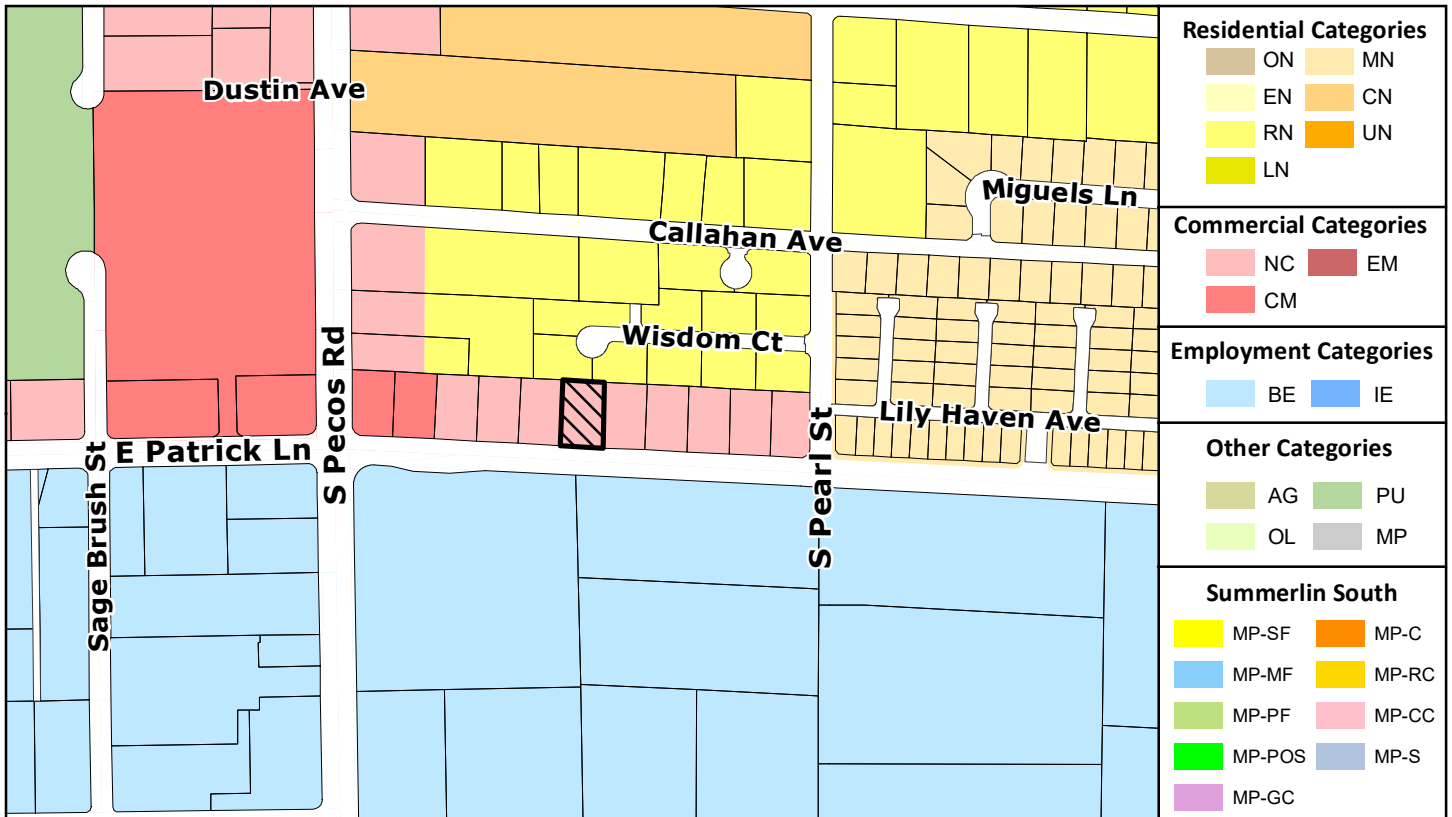 Dustin Ave
Miguels Ln
Callahan Ave
Wisdom Ct
S Pecos Rd
Lily Haven Ave
E Patrick Ln
S Pearl St
Sage Brush St
Residential Categories
ON MN
EN CN
RN UN
LN
Commercial Categories
NC EM
CM
Employment Categories
BE IE
Other Categories
AG PU
OL MP
Summerlin South
MP-SF MP-C
MP-MF MP-RC
MP-PF MP-CC
MP-POS MP-S
MP-GC